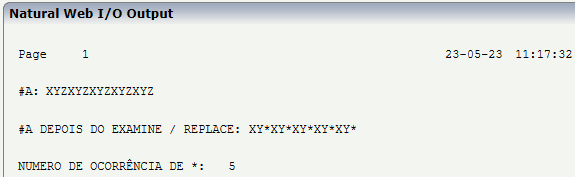 Natural Web I/O Output
Page 1 23-05-23 11:17:32
#A: XYZXYZXYZXYZXYZ
#A DEPOIS DO EXAMINE / REPLACE: XY*XY*XY*XY*XY*
NUMERO DE OCORRÊNCIA DE *: 5